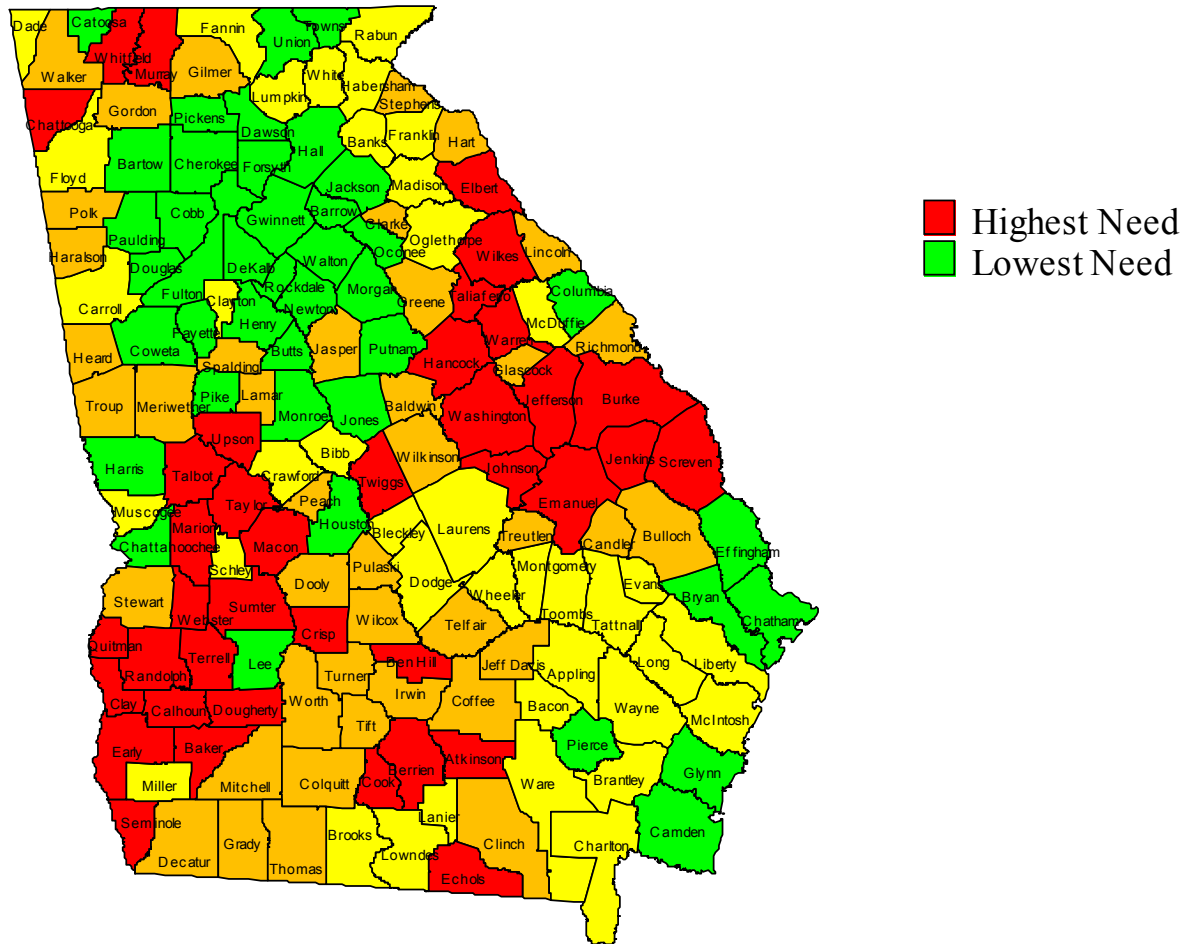 Dade
Catoosa
Fannin
Towns
Union
Rabun
Whitfield
Murray
Walker
Gilmer
White
Habersham
Lumpkin
Stephens
Chattooga
Gordon
Pickens
Dawson
Banks
Franklin
Hart
Hall
Bartow
Cherokee
Forsyth
Floyd
Jackson
Madison
Elbert
Polk
Cobb
Gwinnett
Barrow
Clarke
Oglethorpe
Paulding
Oconee
Wilkes
Lincoln
Haralson
Douglas
DeKalb
Walton
Rockdale
Morgan
Columbia
Fulton
Clayton
Newton
Greene
Taliaferro
Carroll
McDuffie
Henry
Fayette
Warren
Richmond
Coweta
Butts
Jasper
Putnam
Heard
Spalding
Hancock
Glascock
Troup
Meriwether
Pike
Lamar
Monroe
Jones
Baldwin
Washington
Jefferson
Burke
Upson
Bibb
Wilkinson
Harris
Talbot
Crawford
Twiggs
Johnson
Jenkins
Screven
Muscogee
Taylor
Peach
Emanuel
Marion
Houston
Bleckley
Laurens
Treutlen
Candler
Bulloch
Chattahoochee
Macon
Effingham
Schley
Pulaski
Montgomery
Dooly
Dodge
Evans
Stewart
Wheeler
Bryan
Sumter
Webster
Wilcox
Toombs
Tattnall
Chatham
Crisp
Telfair
Quitman
Terrell
Lee
Ben Hill
Jeff Davis
Long
Liberty
Randolph
Turner
Appling
Irwin
Clay
Calhoun
Dougherty
Worth
Coffee
Bacon
Wayne
McIntosh
Tift
Early
Baker
Pierce
Atkinson
Berrien
Glynn
Miller
Mitchell
Colquitt
Cook
Ware
Brantley
Seminole
Lanier
Brooks
Camden
Grady
Clinch
Charlton
Decatur
Thomas
Lowndes
Echols
Highest Need
Lowest Need